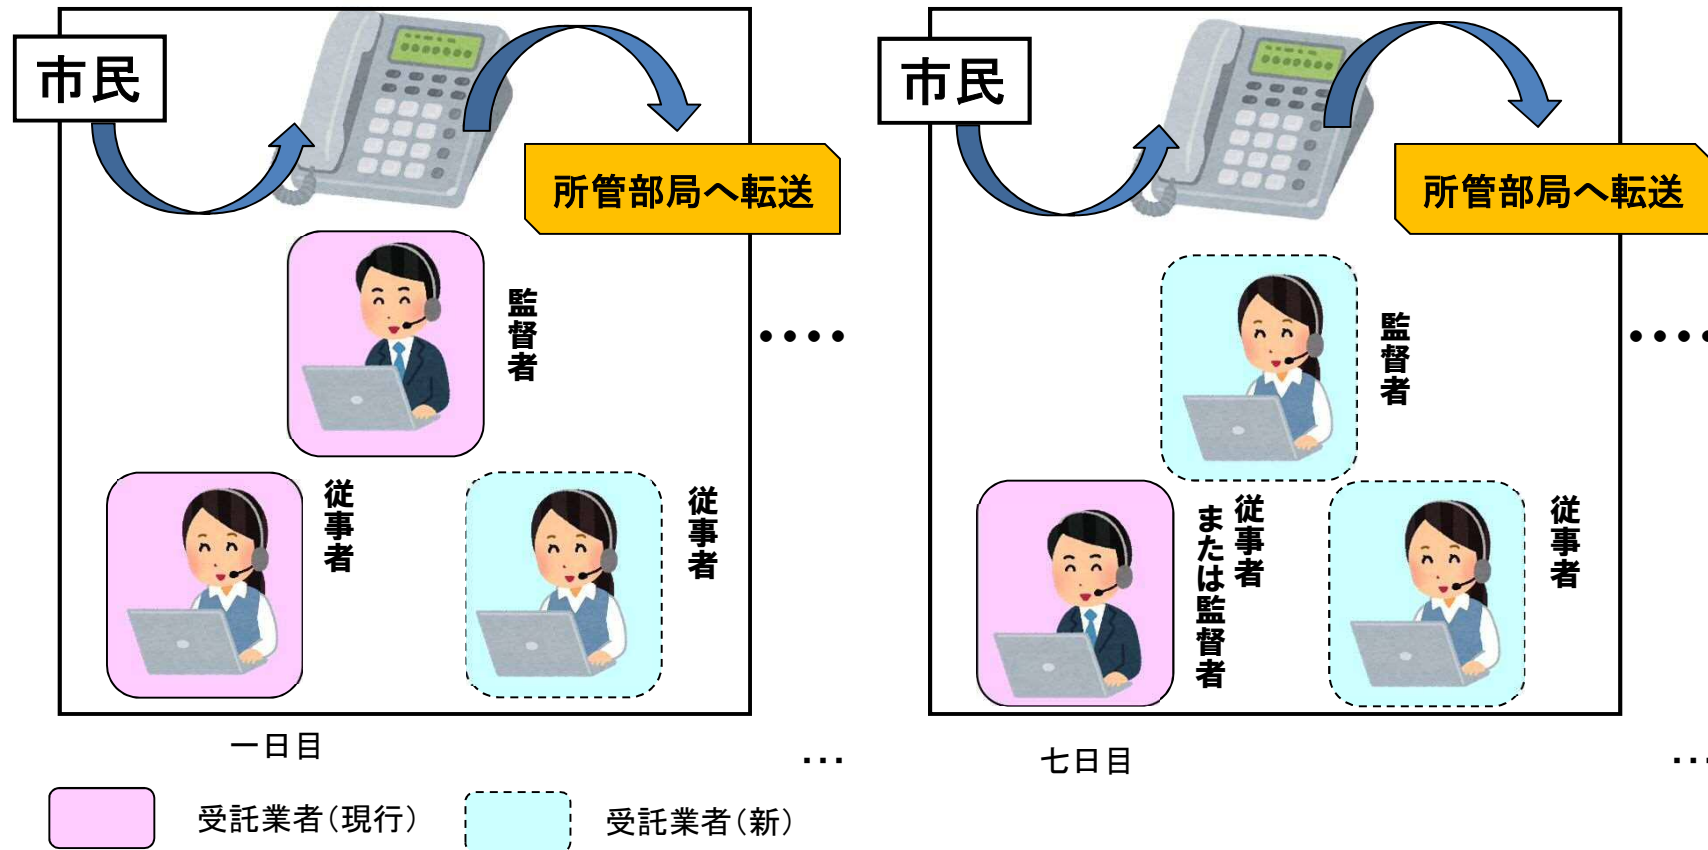 市民
所管部局へ転送
監督者
従事者
従事者
‥‥
一日目
…
市民
所管部局へ転送
監督者
従事者
または監督者
従事者
‥‥
七日目
…
受託業者（現行）
受託業者（新）